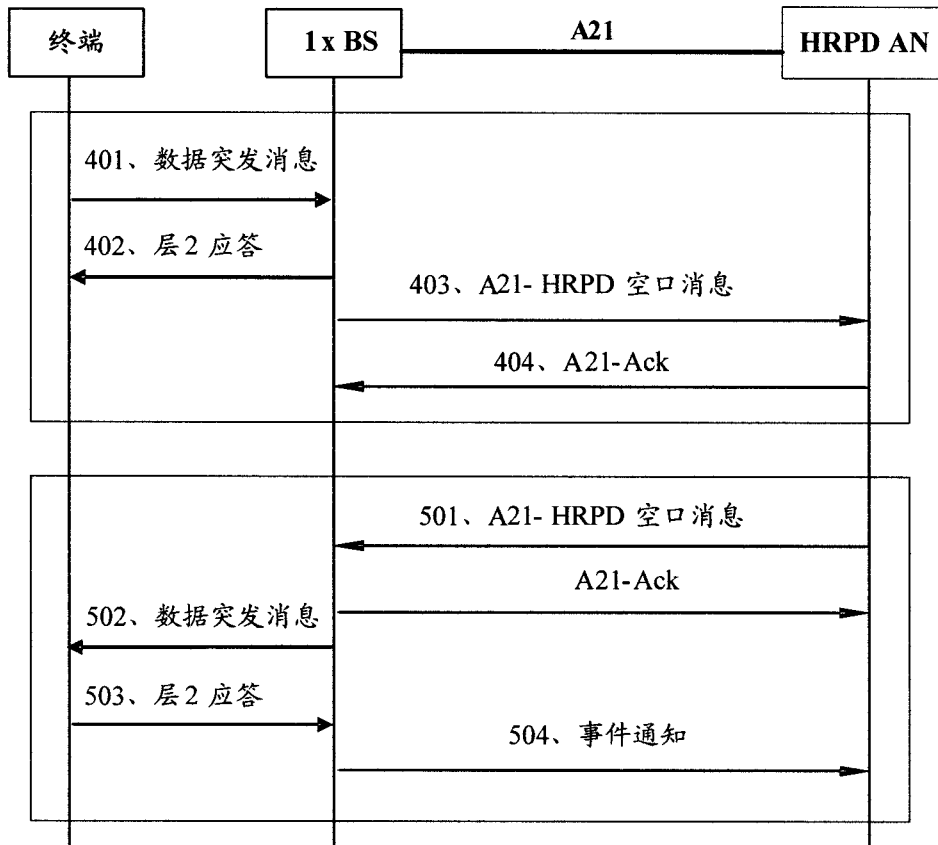 终端
1x BS
A21
HRPD AN
401、数据突发消息
402、层2 应答
403、A21- HRPD 空口消息
404、A21-Ack
501、A21- HRPD 空口消息
A21-Ack
502、数据突发消息
503、层2 应答
504、事件通知